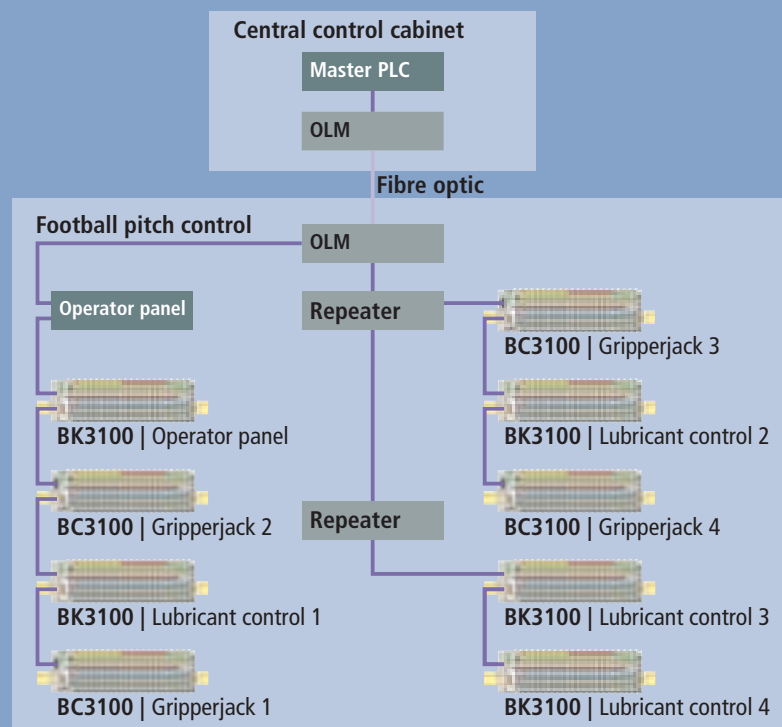 Central control cabinet
Master PLC
OLM
Fibre optic
Football pitch control
OLM
Operator panel
Repeater
BC3100 | Gripperjack 3
BK3100 | Operator panel
BK3100 | Lubricant control 2
BC3100 | Gripperjack 2
Repeater
BC3100 | Gripperjack 4
BK3100 | Lubricant control 1
BK3100 | Lubricant control 3
BC3100 | Gripperjack 1
BK3100 | Lubricant control 4